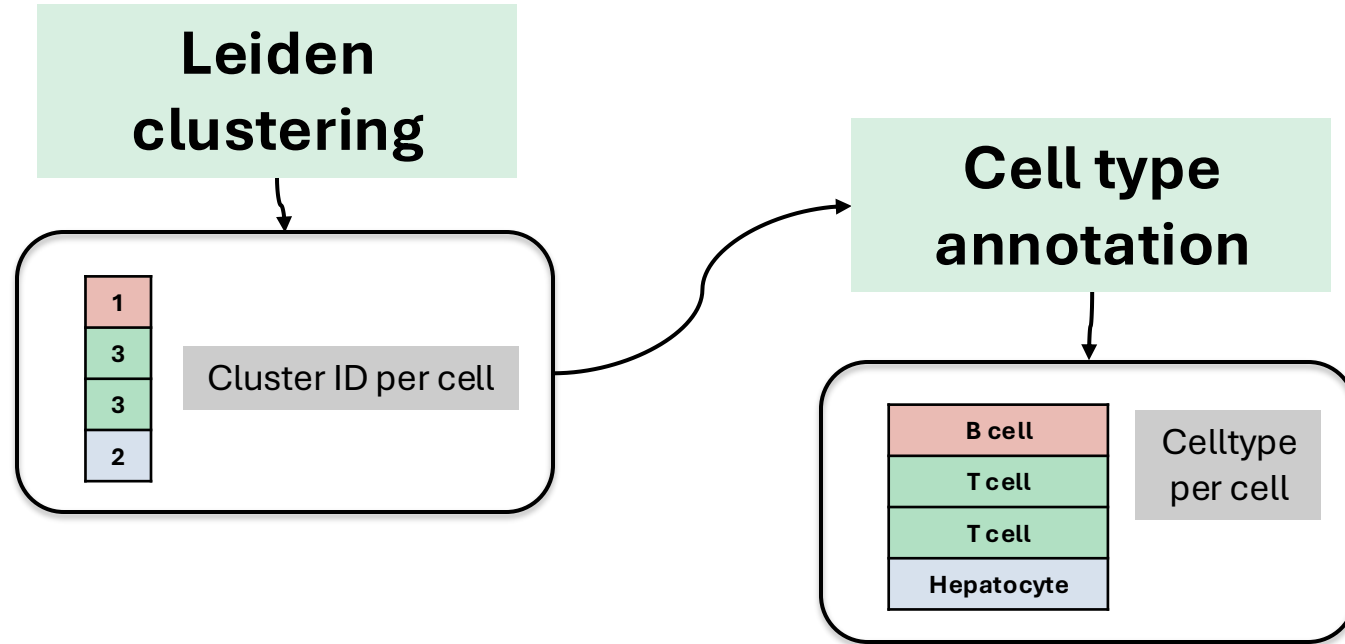 Leiden
clustering
1
3
3
2
Cluster ID per cell
Cell type
annotation
B cell
T cell
T cell
Hepatocyte
Celltype
per cell